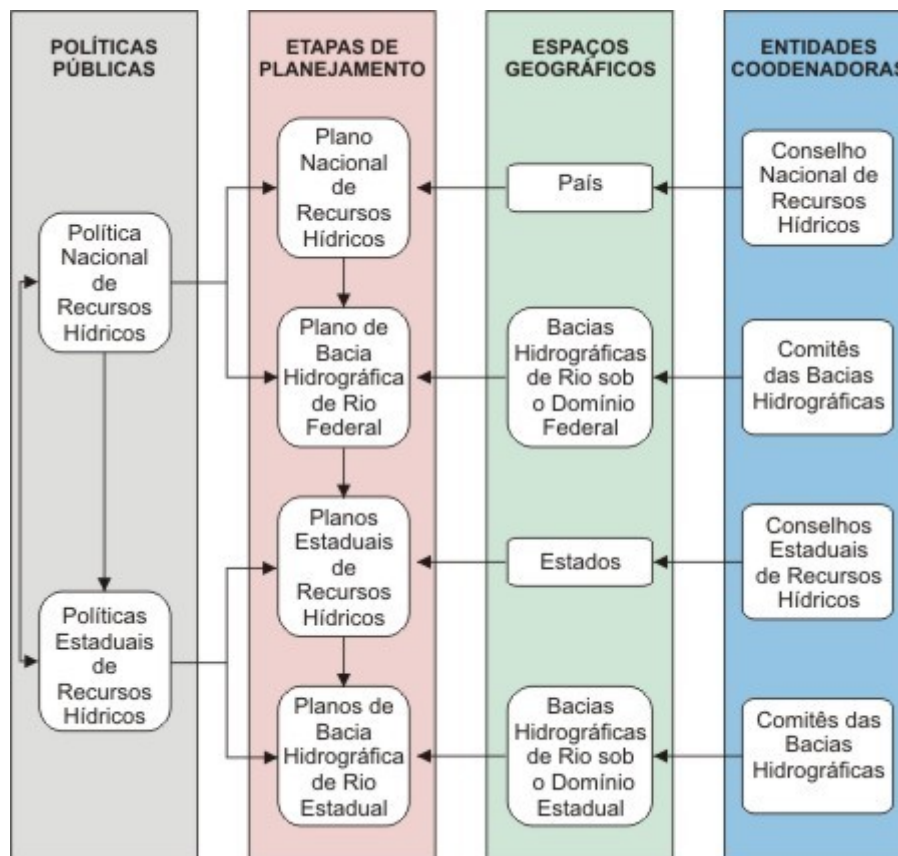 POLÍTICAS
PÚBLICAS
ETAPAS DE
PLANEJAMENTO
ESPAÇOS
GEOGRÁFICOS
ENTIDADES
COODENADORAS
Política
Nacional
de
Recursos
Hídricos
Políticas
Estaduais
de
Recursos
Hídricos
Plano
Nacional
de
Recursos
Hídricos
Plano de
Bacia
Hidrográfica
de Rio
Federal
Planos
Estaduais
de
Recursos
Hídricos
Planos de
Bacia
Hidrográfica
de Rio
Estadual
País
Bacias
Hidrográficas
de Rio sob
o Domínio
Federal
Estados
Bacias
Hidrográficas
de Rio sob
o Domínio
Estadual
Conselho
Nacional de
Recursos
Hídricos
Comitês
das Bacias
Hidrográficas
Conselhos
Estaduais
de Recursos
Hídricos
Comitês das
Bacias
Hidrográficas